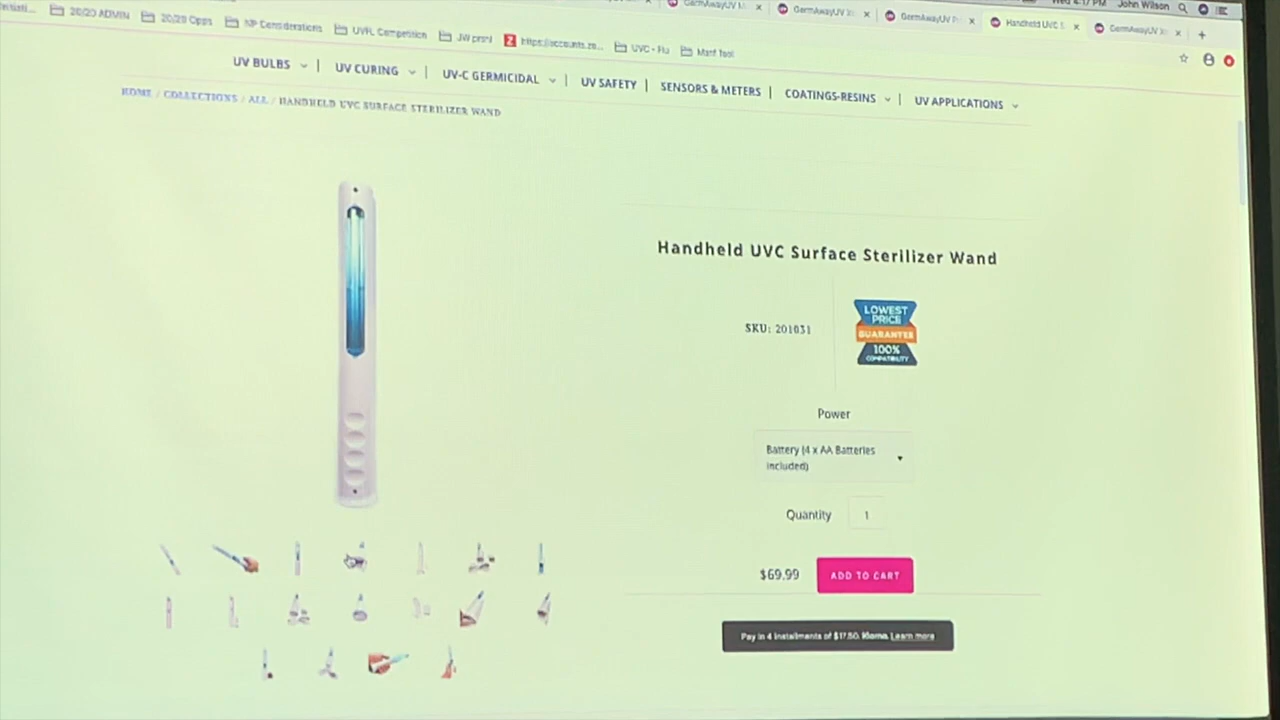 Wed 4:17 PM John Wilson
GermAwayUV GermAwayUV GermAwayUV Handheld UVC S GermAwayUV
20/20 ADMIN 20/20 Opps NP Considerations UVFL Competition JW prsnl https://accounts.zo... UVC - Flu Manf Tool
UV BULBS | UV CURING | UV-C GERMICIDAL | UV SAFETY | SENSORS & METERS | COATINGS-RESINS | UV APPLICATIONS
HOME / COLLECTIONS / ALL / HANDHELD UVC SURFACE STERILIZER WAND
Handheld UVC Surface Sterilizer Wand
SKU: 201031
LOWEST
PRICE
GUARANTEE
100%
COMPATIBILITY
Power
Battery (4 x AA Batteries
included)
Quantity 1
$69.99 ADD TO CART
Pay in 4 installments of $17.50. Klarna. Learn more